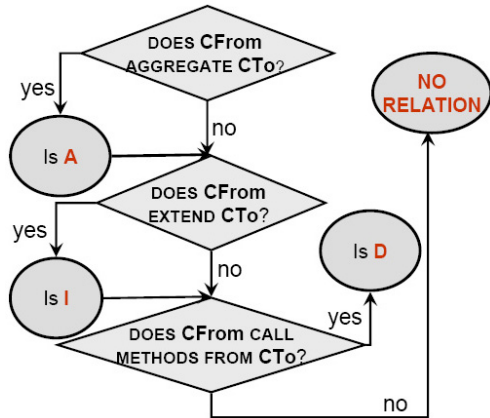 DOES CFrom
AGGREGATE CTo?
yes
no
Is A
NO
RELATION
DOES CFrom
EXTEND CTo?
yes
no
Is I
Is D
DOES CFrom CALL
METHODS FROM CTo?
yes
no